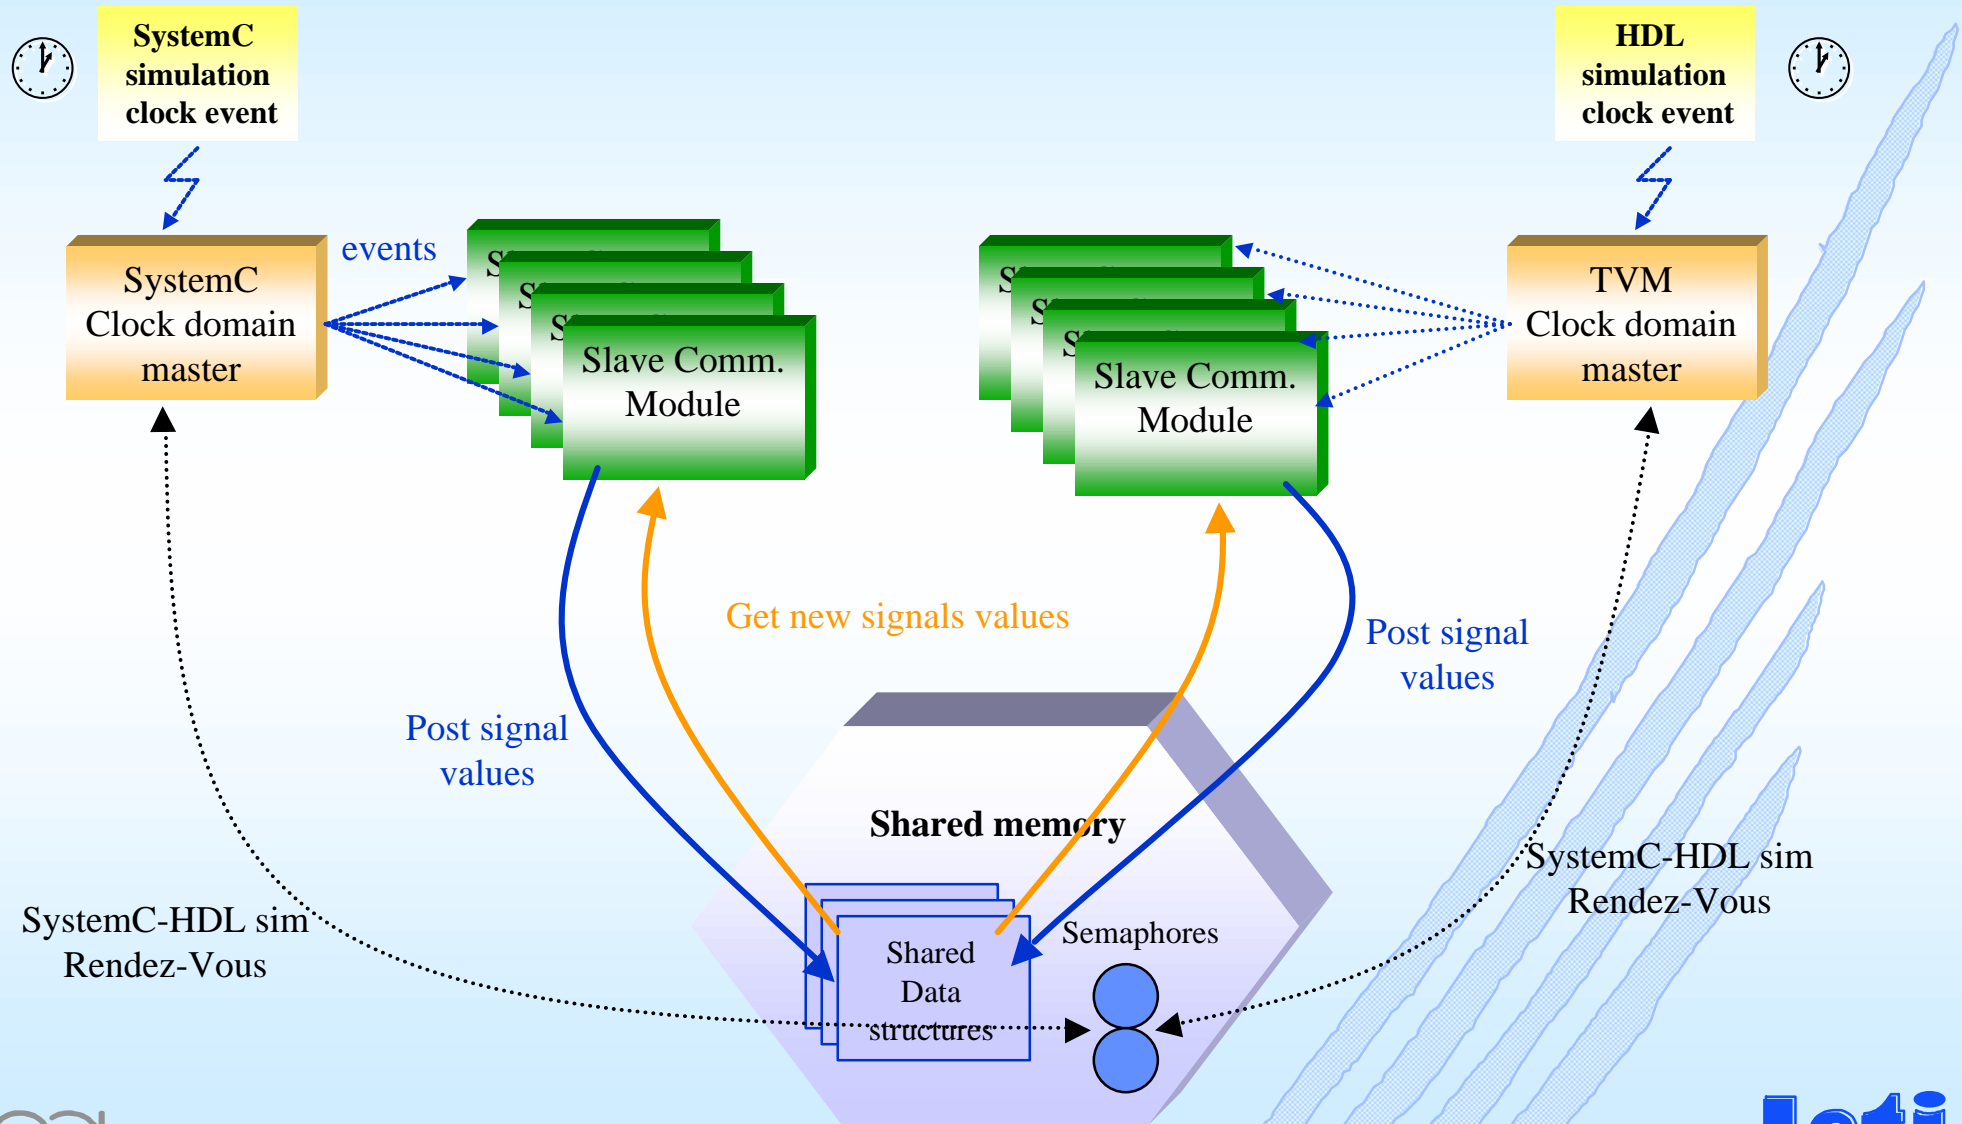 SystemC
simulation
clock event
HDL
simulation
clock event
SystemC
Clock domain
master
events
S
S
S
Slave Comm.
Module
S
S
S
Slave Comm.
Module
TVM
Clock domain
master
Get new signals values
Post signal
values
Post signal
values
Shared memory
SystemC-HDL sim
Rendez-Vous
SystemC-HDL sim
Rendez-Vous
Semaphores
Shared
Data
structures